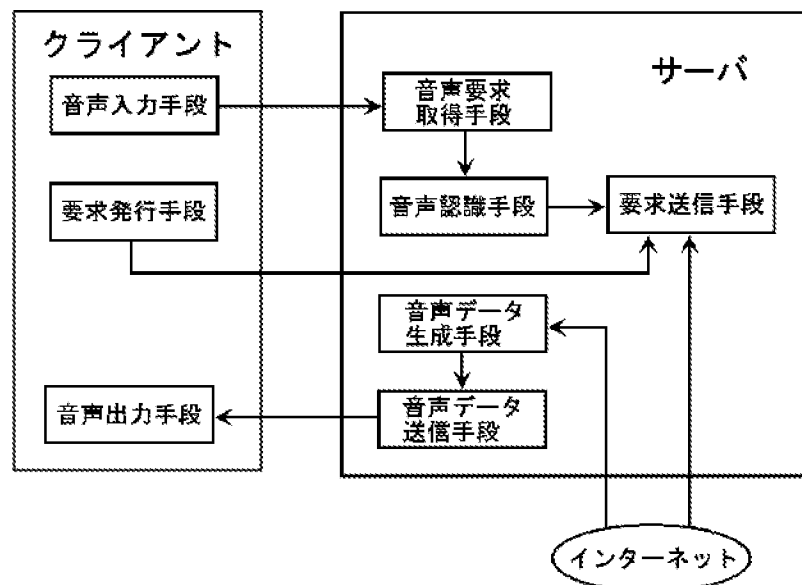 クライアント
サーバ
音声入力手段
音声要求
取得手段
要求発行手段
音声認識手段
要求送信手段
音声データ
生成手段
音声出力手段
音声データ
送信手段
インターネット